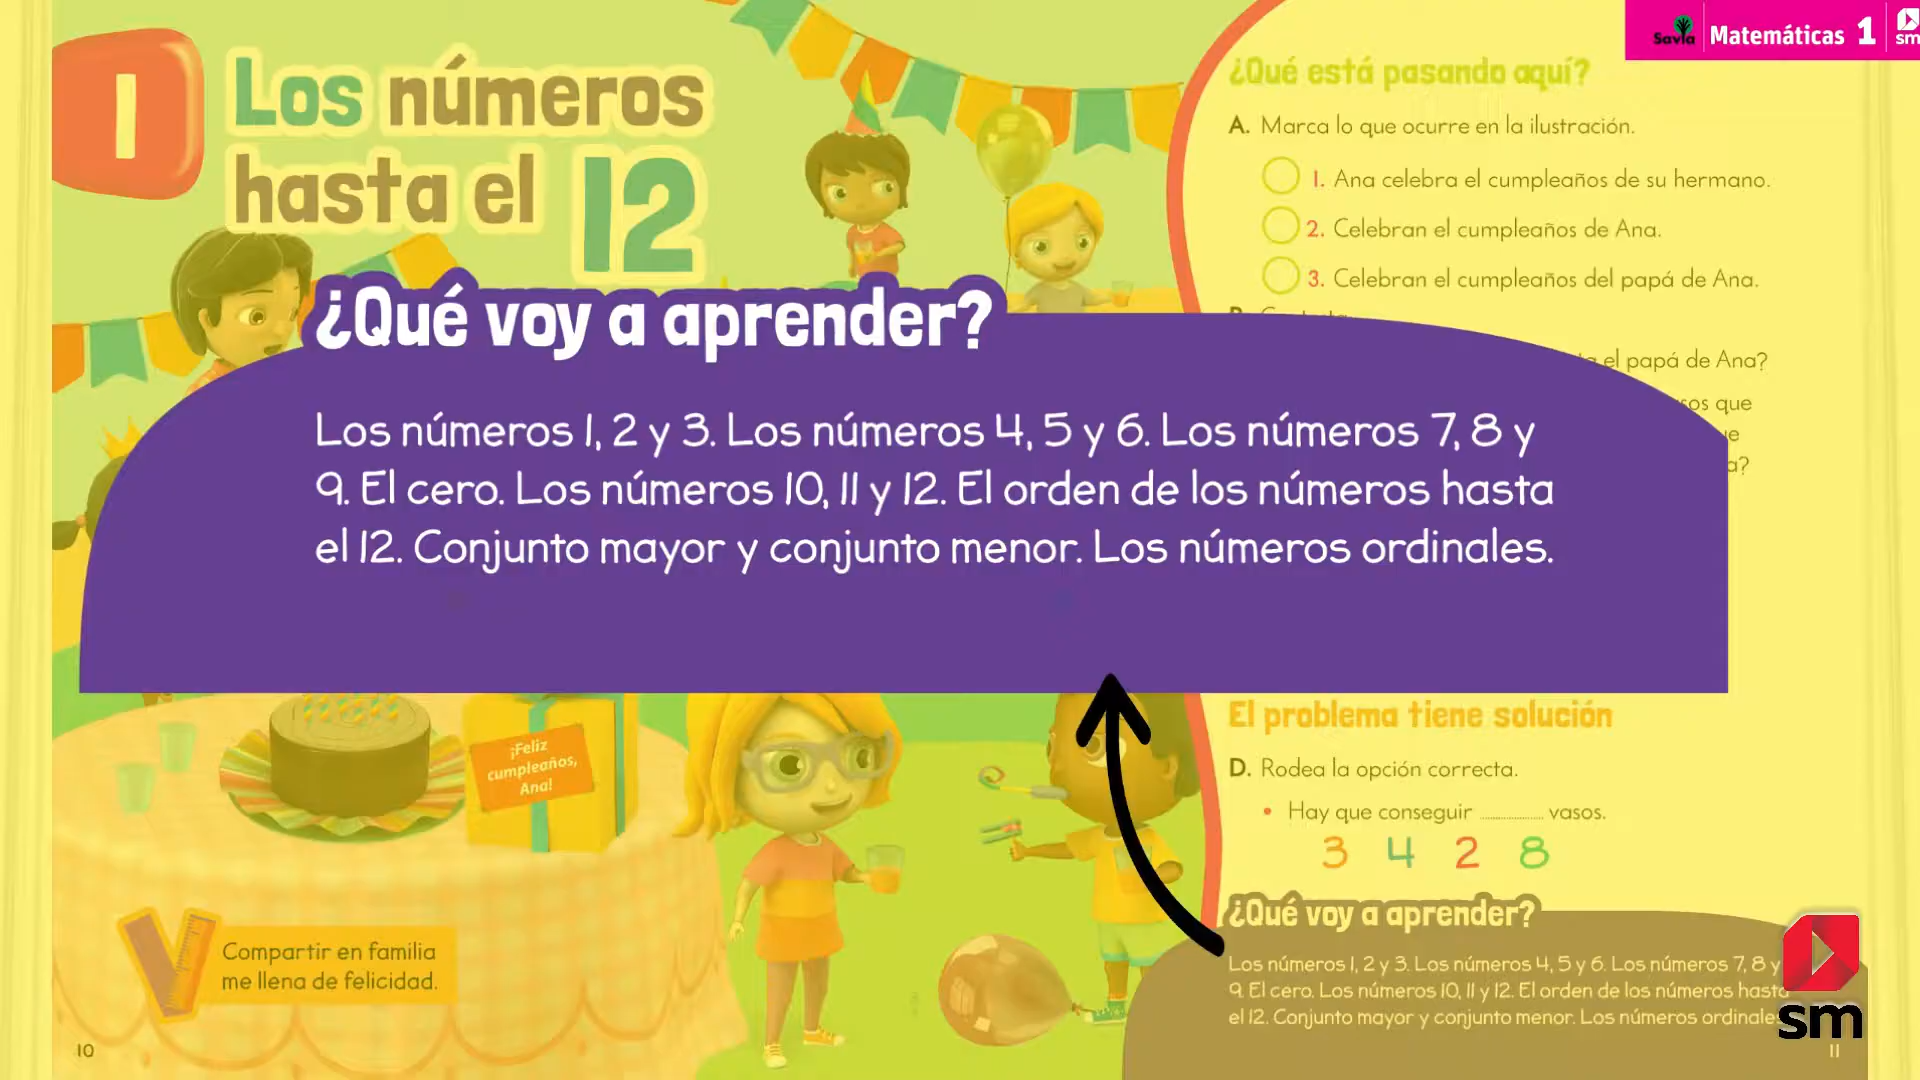 Savia
Matemáticas 1
sm
1
Los números
hasta el 12
¿Qué está pasando aquí?
A. Marca lo que ocurre en la ilustración.
1. Ana celebra el cumpleaños de su hermano.
2. Celebran el cumpleaños de Ana.
3. Celebran el cumpleaños del papá de Ana.
el papá de Ana?
que
¿Qué voy a aprender?
Los números 1, 2 y 3. Los números 4, 5 y 6. Los números 7, 8 y
9. El cero. Los números 10, 11 y 12. El orden de los números hasta
el 12. Conjunto mayor y conjunto menor. Los números ordinales.
¡Feliz
cumpleaños,
Ana!
El problema tiene solución
D. Rodea la opción correcta.
• Hay que conseguir ............ vasos.
3 4 2 8
V
Compartir en familia
me llena de felicidad.
¿Qué voy a aprender?
Los números 1, 2 y 3. Los números 4, 5 y 6. Los números 7, 8 y
9. El cero. Los números 10, 11 y 12. El orden de los números hasta
el 12. Conjunto mayor y conjunto menor. Los números ordinale
sm
10
11